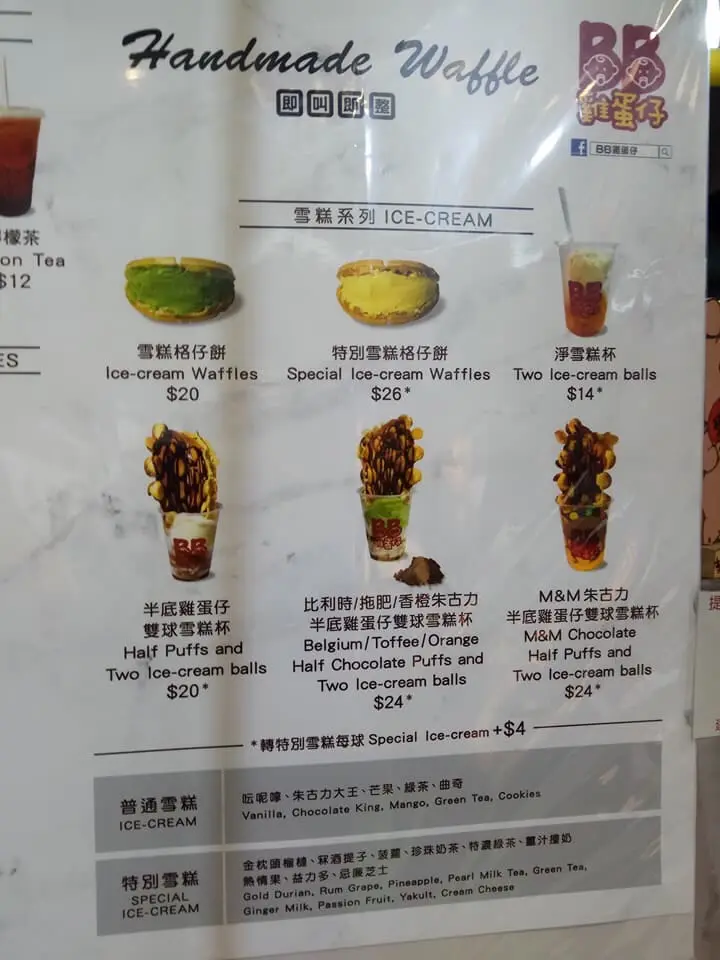 Handmade Waffle
即叫即整
BB
雞蛋仔
BB雞蛋仔
檬茶
on Tea
$12
ES
雪糕系列 ICE-CREAM
雪糕格仔餅
Ice-cream Waffles
$20
特別雪糕格仔餅
Special Ice-cream Waffles
$26*
淨雪糕杯
Two Ice-cream balls
$14*
半底雞蛋仔
雙球雪糕杯
Half Puffs and
Two Ice-cream balls
$20*
比利時/拖肥/香橙朱古力
半底雞蛋仔雙球雪糕杯
Belgium/Toffee/Orange
Half Chocolate Puffs and
Two Ice-cream balls
$24*
M&M朱古力
半底雞蛋仔雙球雪糕杯
M&M Chocolate
Half Puffs and
Two Ice-cream balls
$24*
*轉特別雪糕每球 Special Ice-cream +$4
普通雪糕
ICE-CREAM
呍呢嗱、朱古力大王、芒果、綠茶、曲奇
Vanilla, Chocolate King, Mango, Green Tea, Cookies
特別雪糕
SPECIAL
ICE-CREAM
金枕頭榴槤、冧酒提子、菠蘿、珍珠奶茶、特濃綠茶、薑汁撞奶
熱情果、益力多、忌廉芝士
Gold Durian, Rum Grape, Pineapple, Pearl Milk Tea, Green Tea,
Ginger Milk, Passion Fruit, Yakult, Cream Cheese